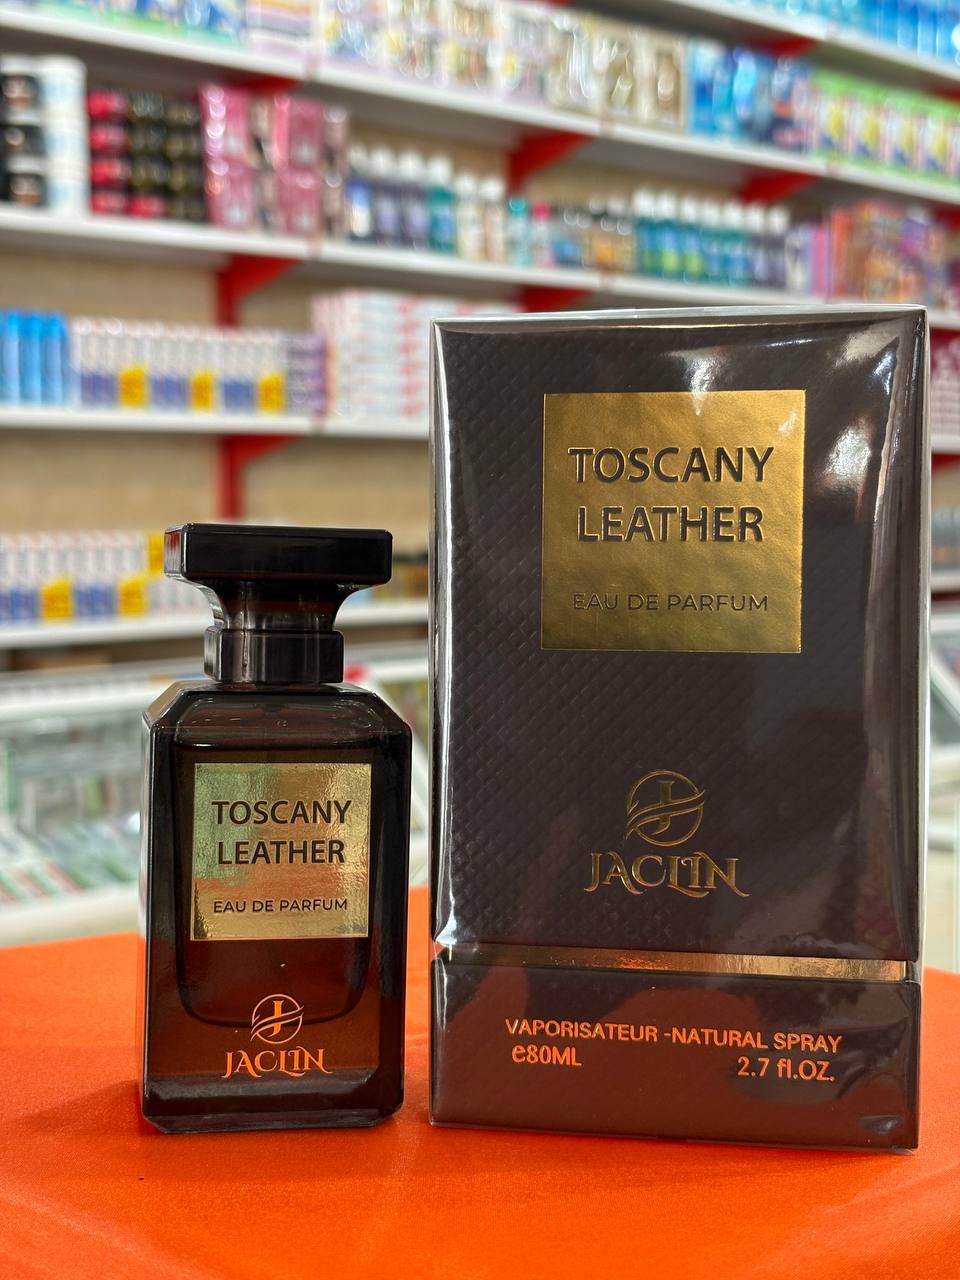 TOSCANY
LEATHER
EAU DE PARFUM
JACLIN
TOSCANY
LEATHER
EAU DE PARFUM
J
JACLIN
VAPORISATEUR -NATURAL SPRAY
e80ML 2.7 fl.OZ.